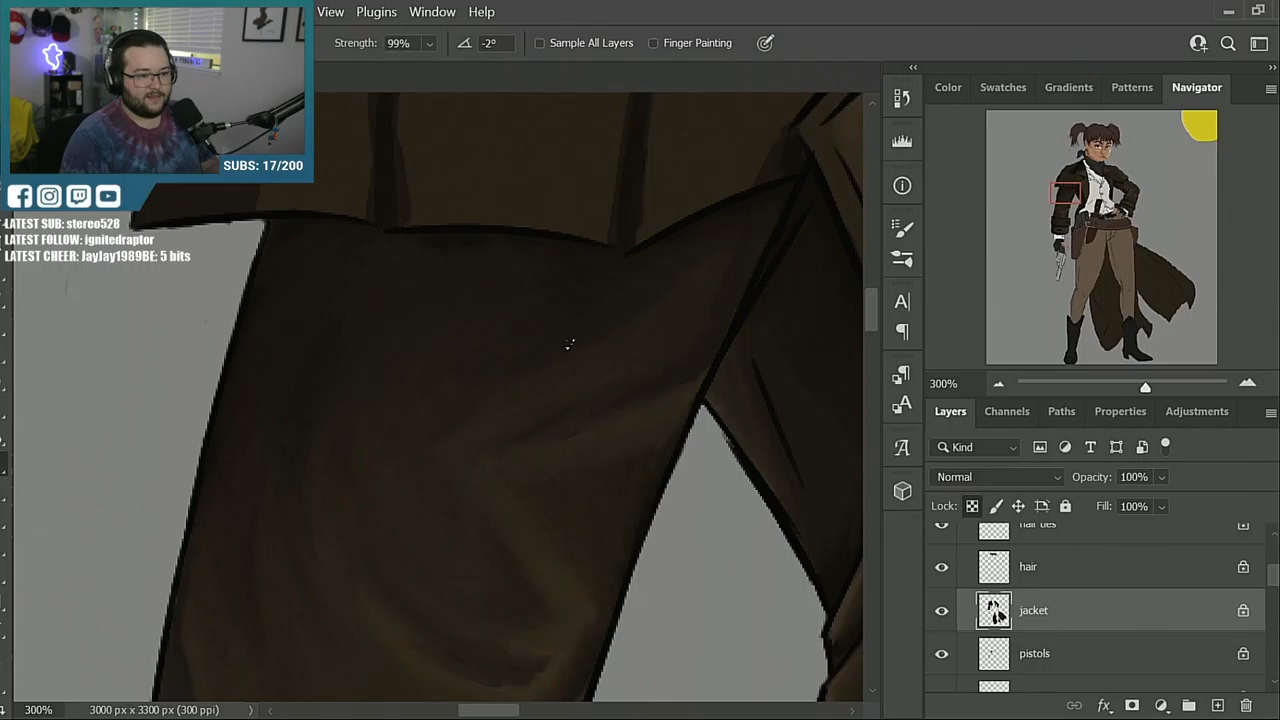 View Plugins Window Help
Strength: 99% -2° Sample All Layers Finger Painting
SUBS: 17/200
LATEST SUB: stereo528
LATEST FOLLOW: ignitedraptor
LATEST CHEER: JayJay1989BE: 5 bits
Color Swatches Gradients Patterns Navigator
300%
Layers Channels Paths Properties Adjustments
Kind
Normal Opacity: 100%
Lock: Fill: 100%
hair ties
hair
jacket
pistols
300% 3000 px x 3300 px (300 ppi)